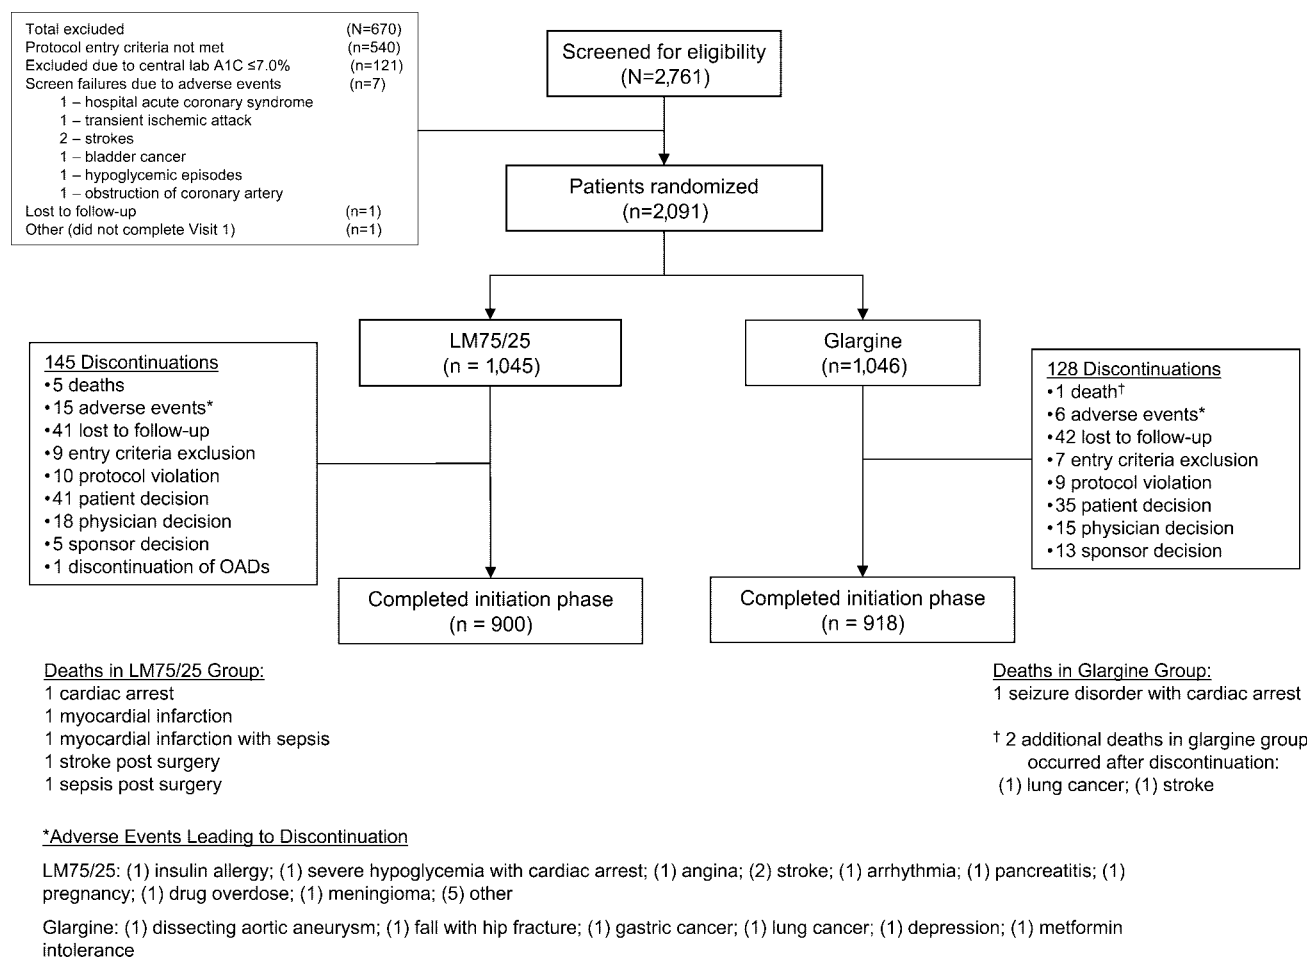 Total excluded (N=670)
Protocol entry criteria not met (n=540)
Excluded due to central lab A1C ≤7.0% (n=121)
Screen failures due to adverse events (n=7)
1 – hospital acute coronary syndrome
1 – transient ischemic attack
2 – strokes
1 – bladder cancer
1 – hypoglycemic episodes
1 – obstruction of coronary artery
Lost to follow-up (n=1)
Other (did not complete Visit 1) (n=1)
Screened for eligibility
(N=2,761)
Patients randomized
(n=2,091)
LM75/25
(n = 1,045)
Glargine
(n=1,046)
145 Discontinuations
•5 deaths
•15 adverse events*
•41 lost to follow-up
•9 entry criteria exclusion
•10 protocol violation
•41 patient decision
•18 physician decision
•5 sponsor decision
•1 discontinuation of OADs
128 Discontinuations
•1 death†
•6 adverse events*
•42 lost to follow-up
•7 entry criteria exclusion
•9 protocol violation
•35 patient decision
•15 physician decision
•13 sponsor decision
Completed initiation phase
(n = 900)
Completed initiation phase
(n = 918)
Deaths in LM75/25 Group:
1 cardiac arrest
1 myocardial infarction
1 myocardial infarction with sepsis
1 stroke post surgery
1 sepsis post surgery
Deaths in Glargine Group:
1 seizure disorder with cardiac arrest
† 2 additional deaths in glargine group
occurred after discontinuation:
(1) lung cancer; (1) stroke
*Adverse Events Leading to Discontinuation
LM75/25: (1) insulin allergy; (1) severe hypoglycemia with cardiac arrest; (1) angina; (2) stroke; (1) arrhythmia; (1) pancreatitis; (1)
pregnancy; (1) drug overdose; (1) meningioma; (5) other
Glargine: (1) dissecting aortic aneurysm; (1) fall with hip fracture; (1) gastric cancer; (1) lung cancer; (1) depression; (1) metformin
intolerance